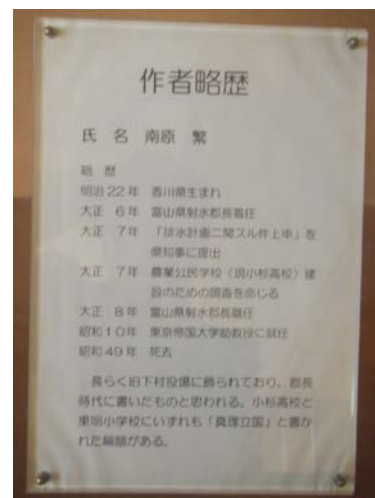 作者略歴
氏 名 南原 繁
略 歴
明治22年 香川県生まれ
大正 6年 富山県射水郡長着任
大正 7年 「排水計画ニ関スル件上申」を
県知事に提出
大正 7年 農業公民学校（現小杉高校）建
設のための調査を命じる
大正 8年 富山県射水郡長離任
昭和10年 東京帝国大学助教授に就任
昭和49年 死去
長らく旧下村役場に飾られており、郡長
時代に書いたものと思われる。小杉高校と
東明小学校にいずれも「真理立国」と書か
れた扁額がある。